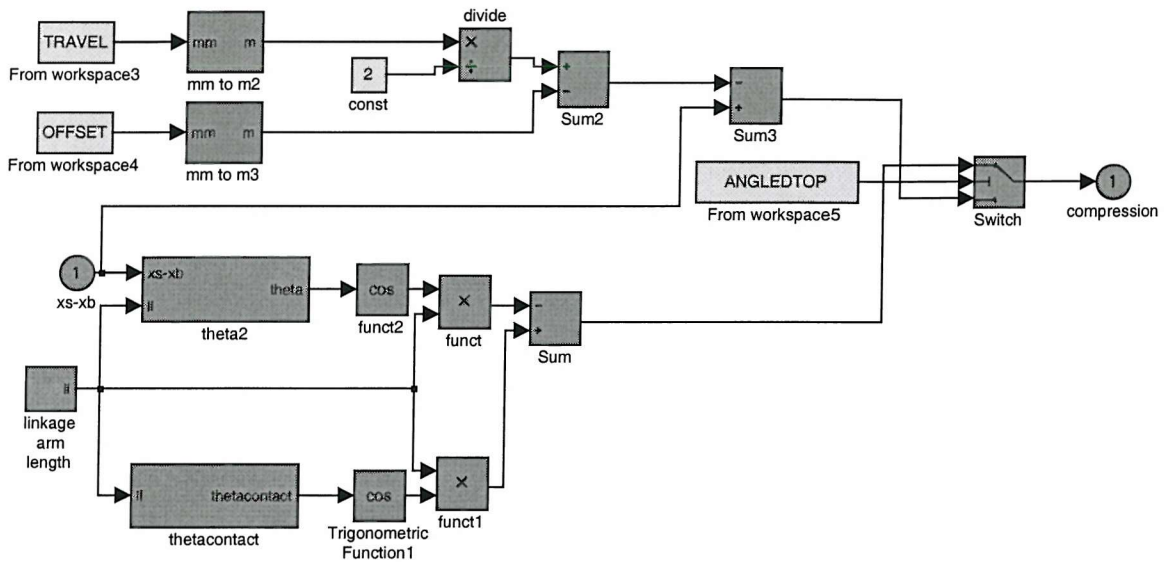 divide
TRAVEL
mm
m
×
÷
From workspace3
mm to m2
2
const
+
-
Sum2
-
+
Sum3
OFFSET
mm
m
From workspace4
mm to m3
ANGLEDTOP
From workspace5
Switch
1
compression
1
xs-xb
xs-xb
ll
theta
theta2
cos
funct2
×
funct
-
+
Sum
ll
linkage
arm
length
ll
thetacontact
thetacontact
cos
Trigonometric
Function1
×
funct1